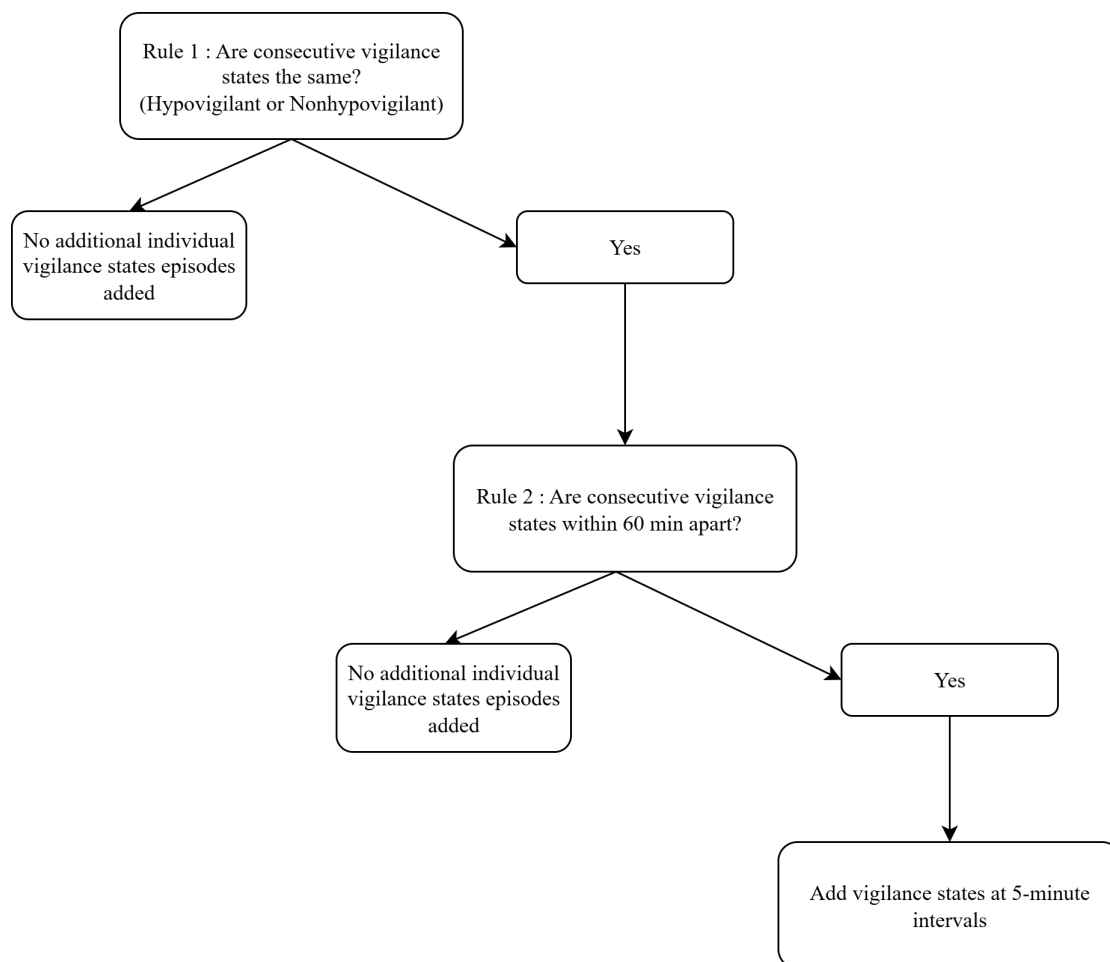 Rule 1 : Are consecutive vigilance
states the same?
(Hypovigilant or Nonhypovigilant)
No additional individual
vigilance states episodes
added
Yes
Rule 2 : Are consecutive vigilance
states within 60 min apart?
No additional individual
vigilance states episodes
added
Yes
Add vigilance states at 5-minute
intervals